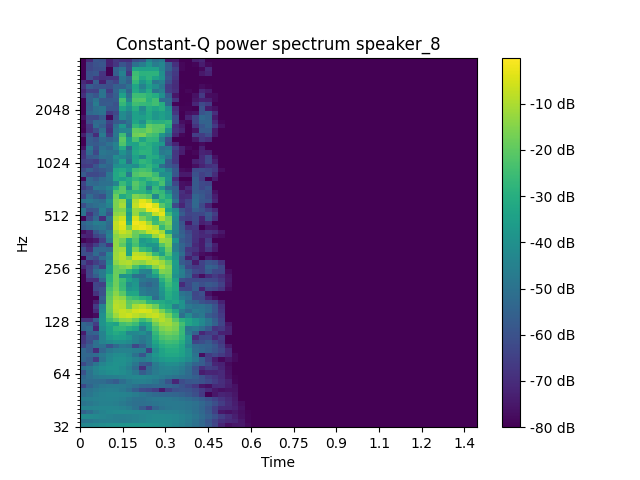 Constant-Q power spectrum speaker_8
Hz
2048
1024
512
256
128
64
32
0 0.15 0.3 0.45 0.6 0.75 0.9 1.1 1.2 1.4
Time
-10 dB
-20 dB
-30 dB
-40 dB
-50 dB
-60 dB
-70 dB
-80 dB